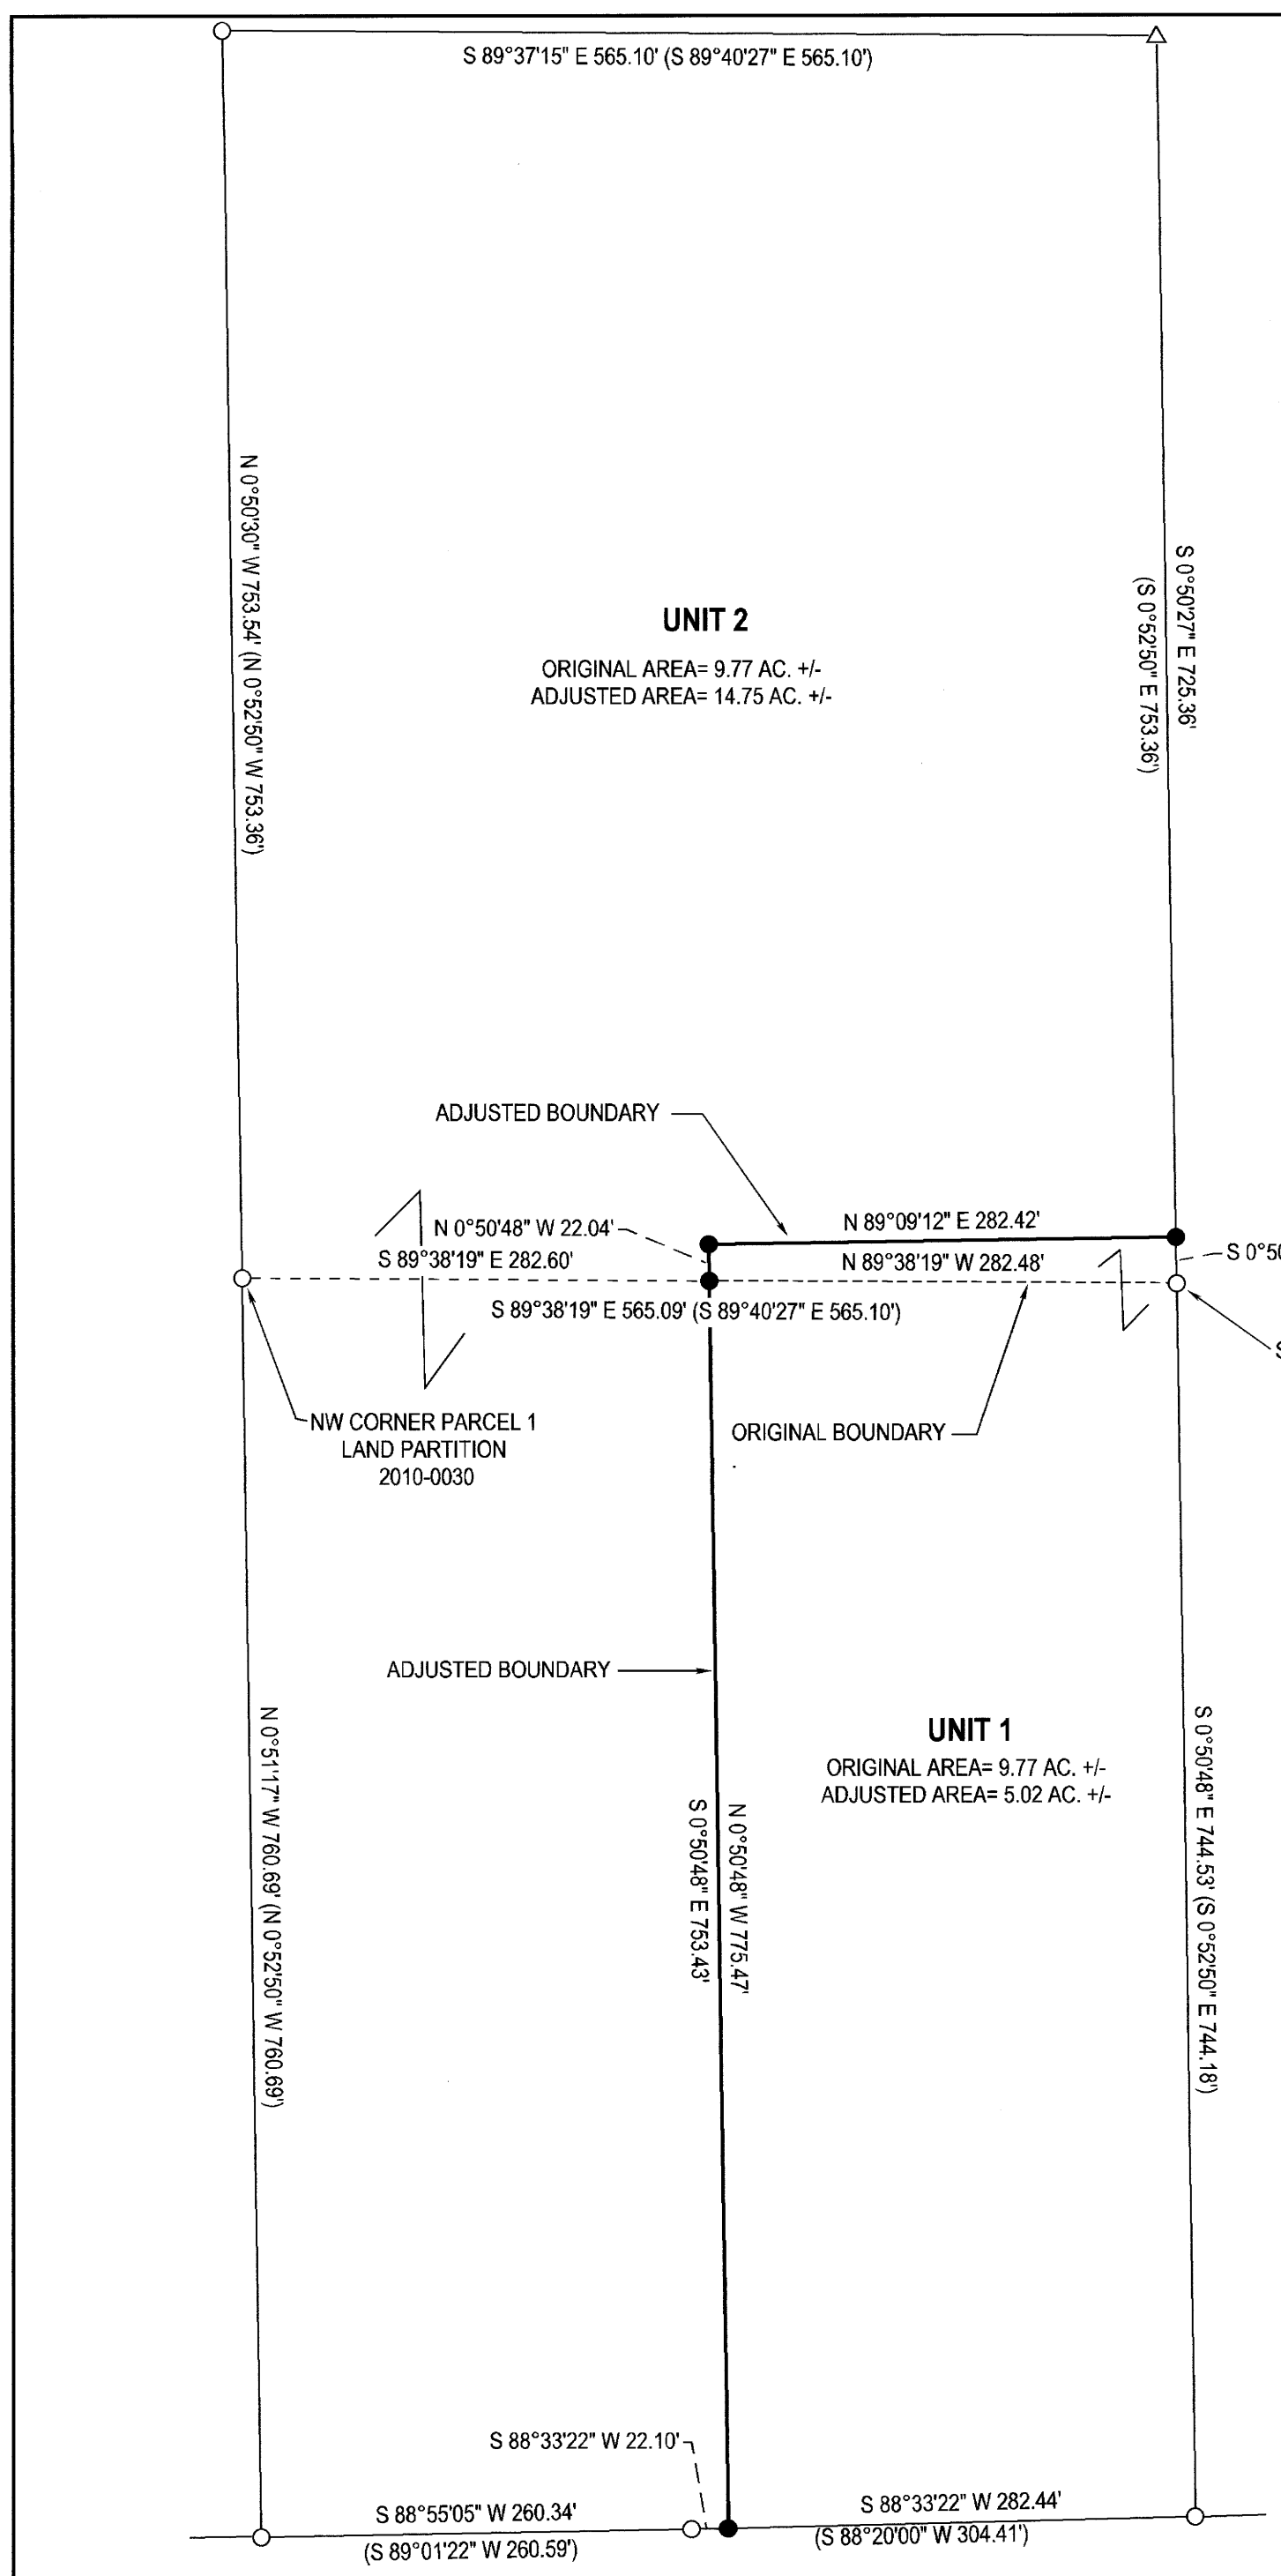 S 89°37'15" E 565.10' (S 89°40'27" E 565.10')
N 0°50'30" W 753.54' (N 0°52'50" W 753.36')
S 0°50'27" E 725.36'
(S 0°52'50" E 753.36')
UNIT 2
ORIGINAL AREA= 9.77 AC. +/-
ADJUSTED AREA= 14.75 AC. +/-
ADJUSTED BOUNDARY
N 0°50'48" W 22.04'
N 89°09'12" E 282.42'
S 89°38'19" E 282.60'
N 89°38'19" W 282.48'
S 0°50
S 89°38'19" E 565.09' (S 89°40'27" E 565.10')
S
NW CORNER PARCEL 1
LAND PARTITION
2010-0030
ORIGINAL BOUNDARY
ADJUSTED BOUNDARY
N 0°51'17" W 760.69' (N 0°52'50" W 760.69')
UNIT 1
ORIGINAL AREA= 9.77 AC. +/-
ADJUSTED AREA= 5.02 AC. +/-
N 0°50'48" W 775.47'
S 0°50'48" E 753.43'
S 0°50'48" E 744.53' (S 0°52'50" E 744.18')
S 88°33'22" W 22.10'
S 88°55'05" W 260.34'
(S 89°01'22" W 260.59')
S 88°33'22" W 282.44'
(S 88°20'00" W 304.41')